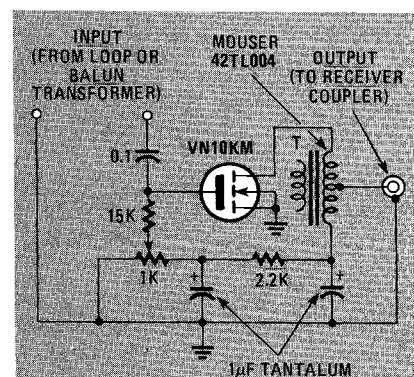 INPUT
(FROM LOOP OR
BALUN
TRANSFORMER)
MOUSER
42TL004
OUTPUT
(TO RECEIVER
COUPLER)
0.1
VN10KM
T
15K
1K
+
2.2K
+
1µF TANTALUM